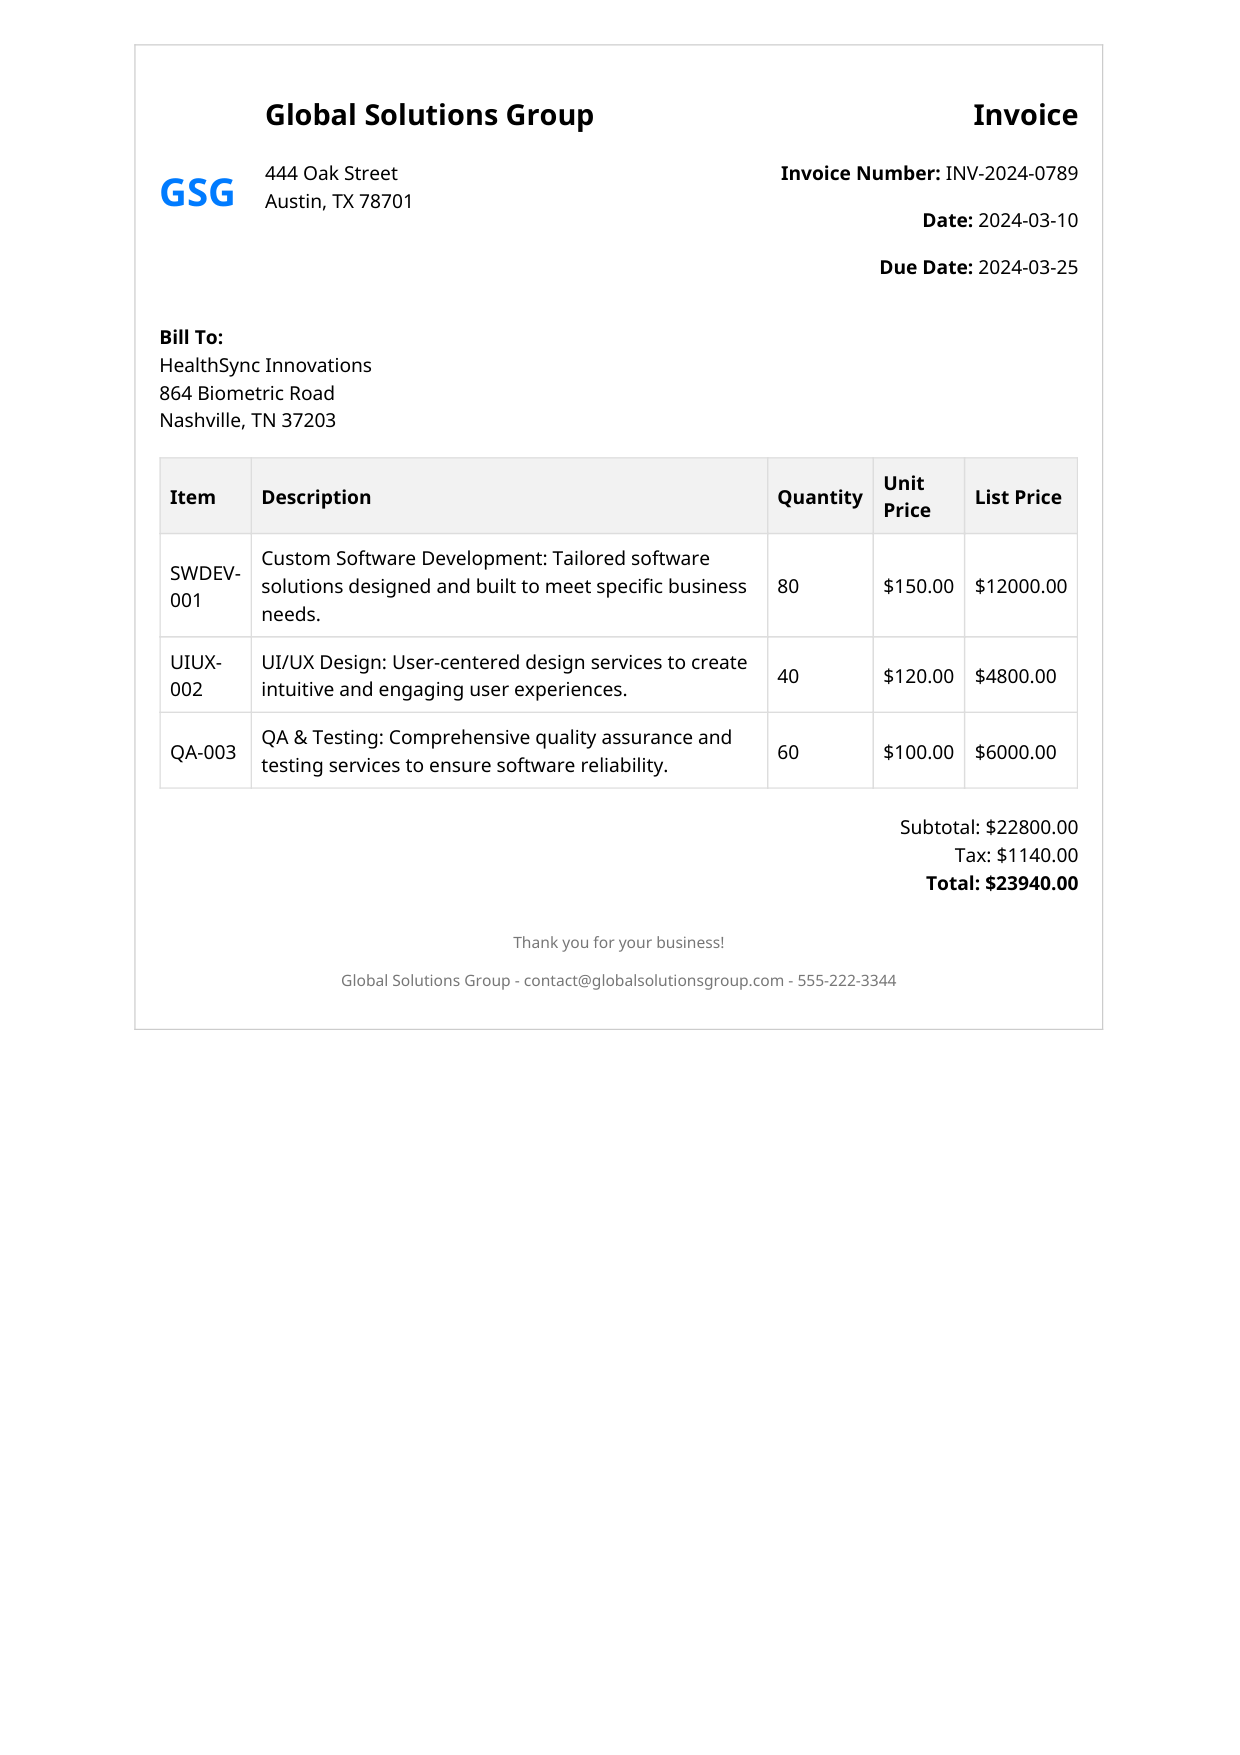 Global Solutions Group
Invoice
GSG
444 Oak Street
Austin, TX 78701
Invoice Number: INV-2024-0789
Date: 2024-03-10
Due Date: 2024-03-25
Bill To:
HealthSync Innovations
864 Biometric Road
Nashville, TN 37203
Item Description Quantity Unit Price List Price
SWDEV-001 Custom Software Development: Tailored software
solutions designed and built to meet specific business
needs. 80 $150.00 $12000.00
UIUX-002 UI/UX Design: User-centered design services to create
intuitive and engaging user experiences. 40 $120.00 $4800.00
QA-003 QA & Testing: Comprehensive quality assurance and
testing services to ensure software reliability. 60 $100.00 $6000.00
Subtotal: $22800.00
Tax: $1140.00
Total: $23940.00
Thank you for your business!
Global Solutions Group - contact@globalsolutionsgroup.com - 555-222-3344